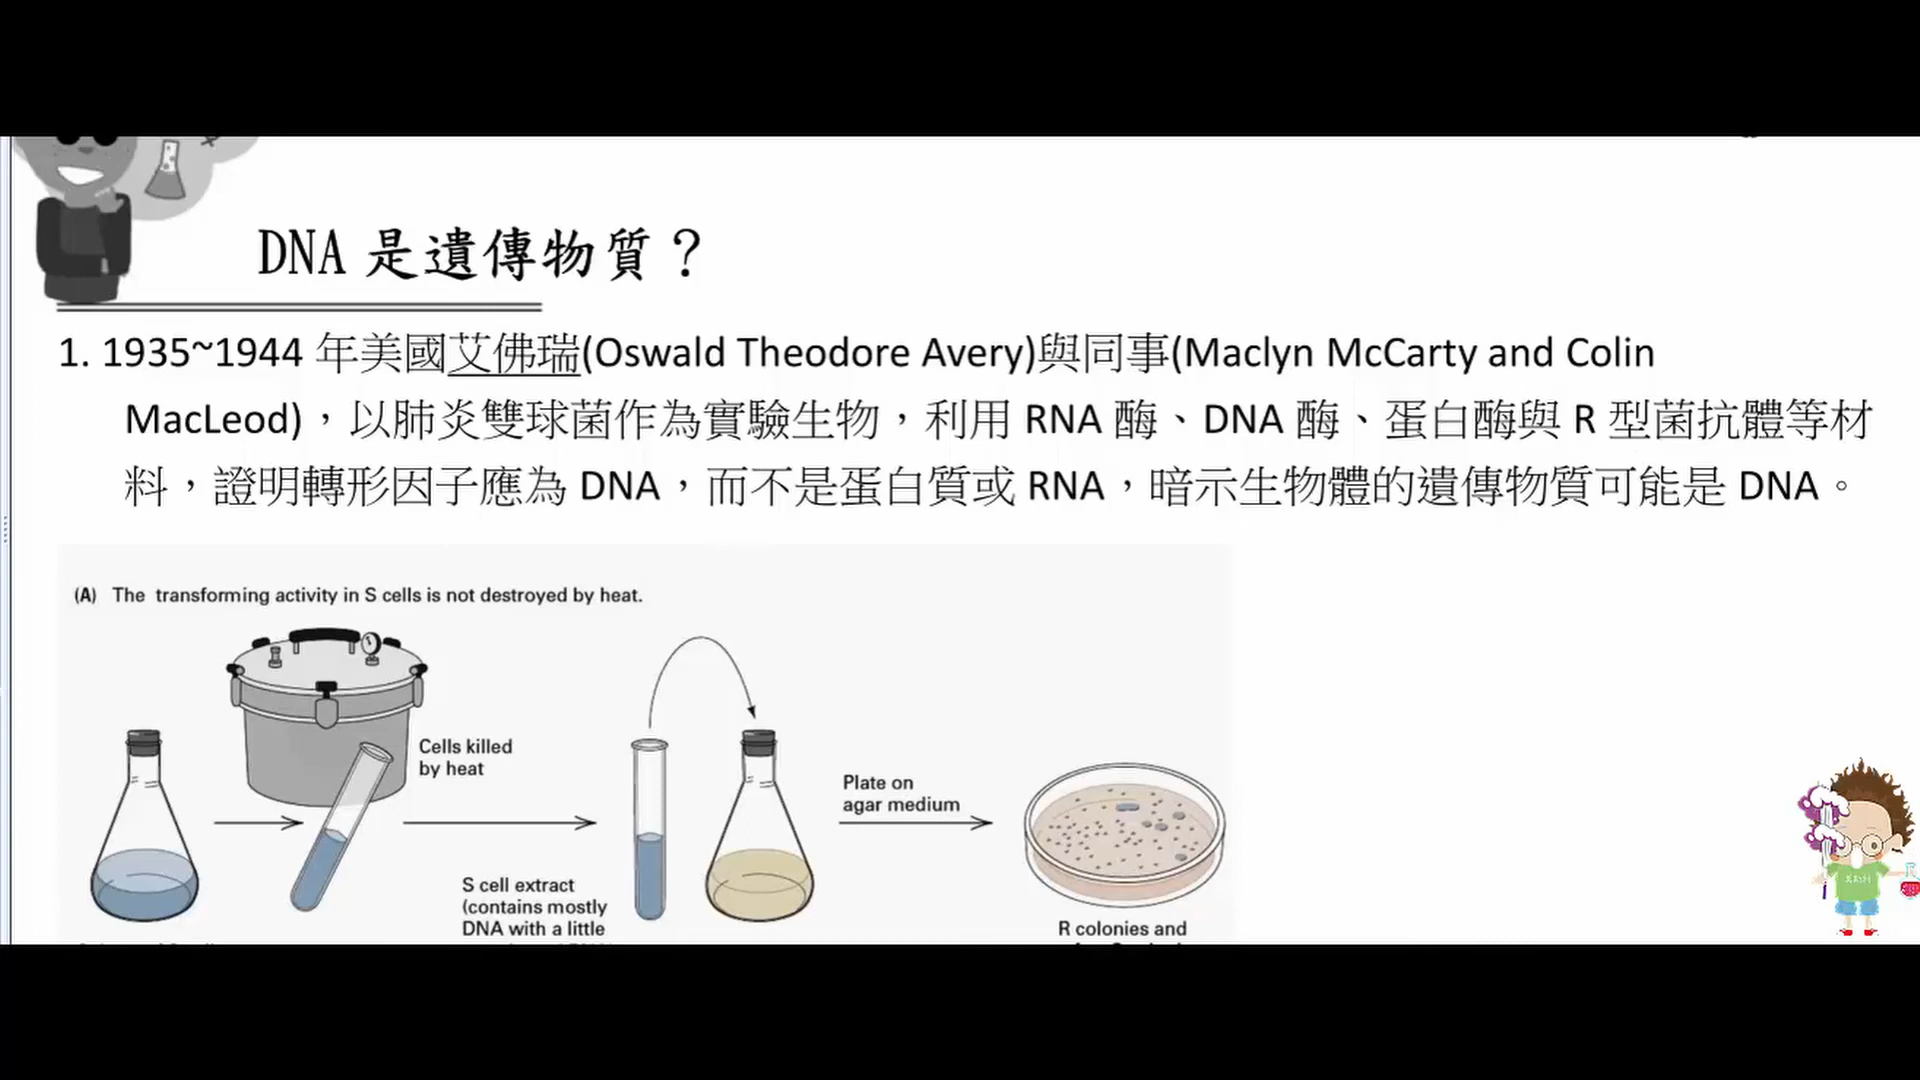 DNA 是遺傳物質？
1. 1935~1944 年美國艾佛瑞(Oswald Theodore Avery)與同事(Maclyn McCarty and Colin
MacLeod)，以肺炎雙球菌作為實驗生物，利用 RNA 酶、DNA 酶、蛋白酶與 R 型菌抗體等材
料，證明轉形因子應為 DNA，而不是蛋白質或 RNA，暗示生物體的遺傳物質可能是 DNA。
(A) The transforming activity in S cells is not destroyed by heat.
Cells killed
by heat
Plate on
agar medium
S cell extract
(contains mostly
DNA with a little
R colonies and